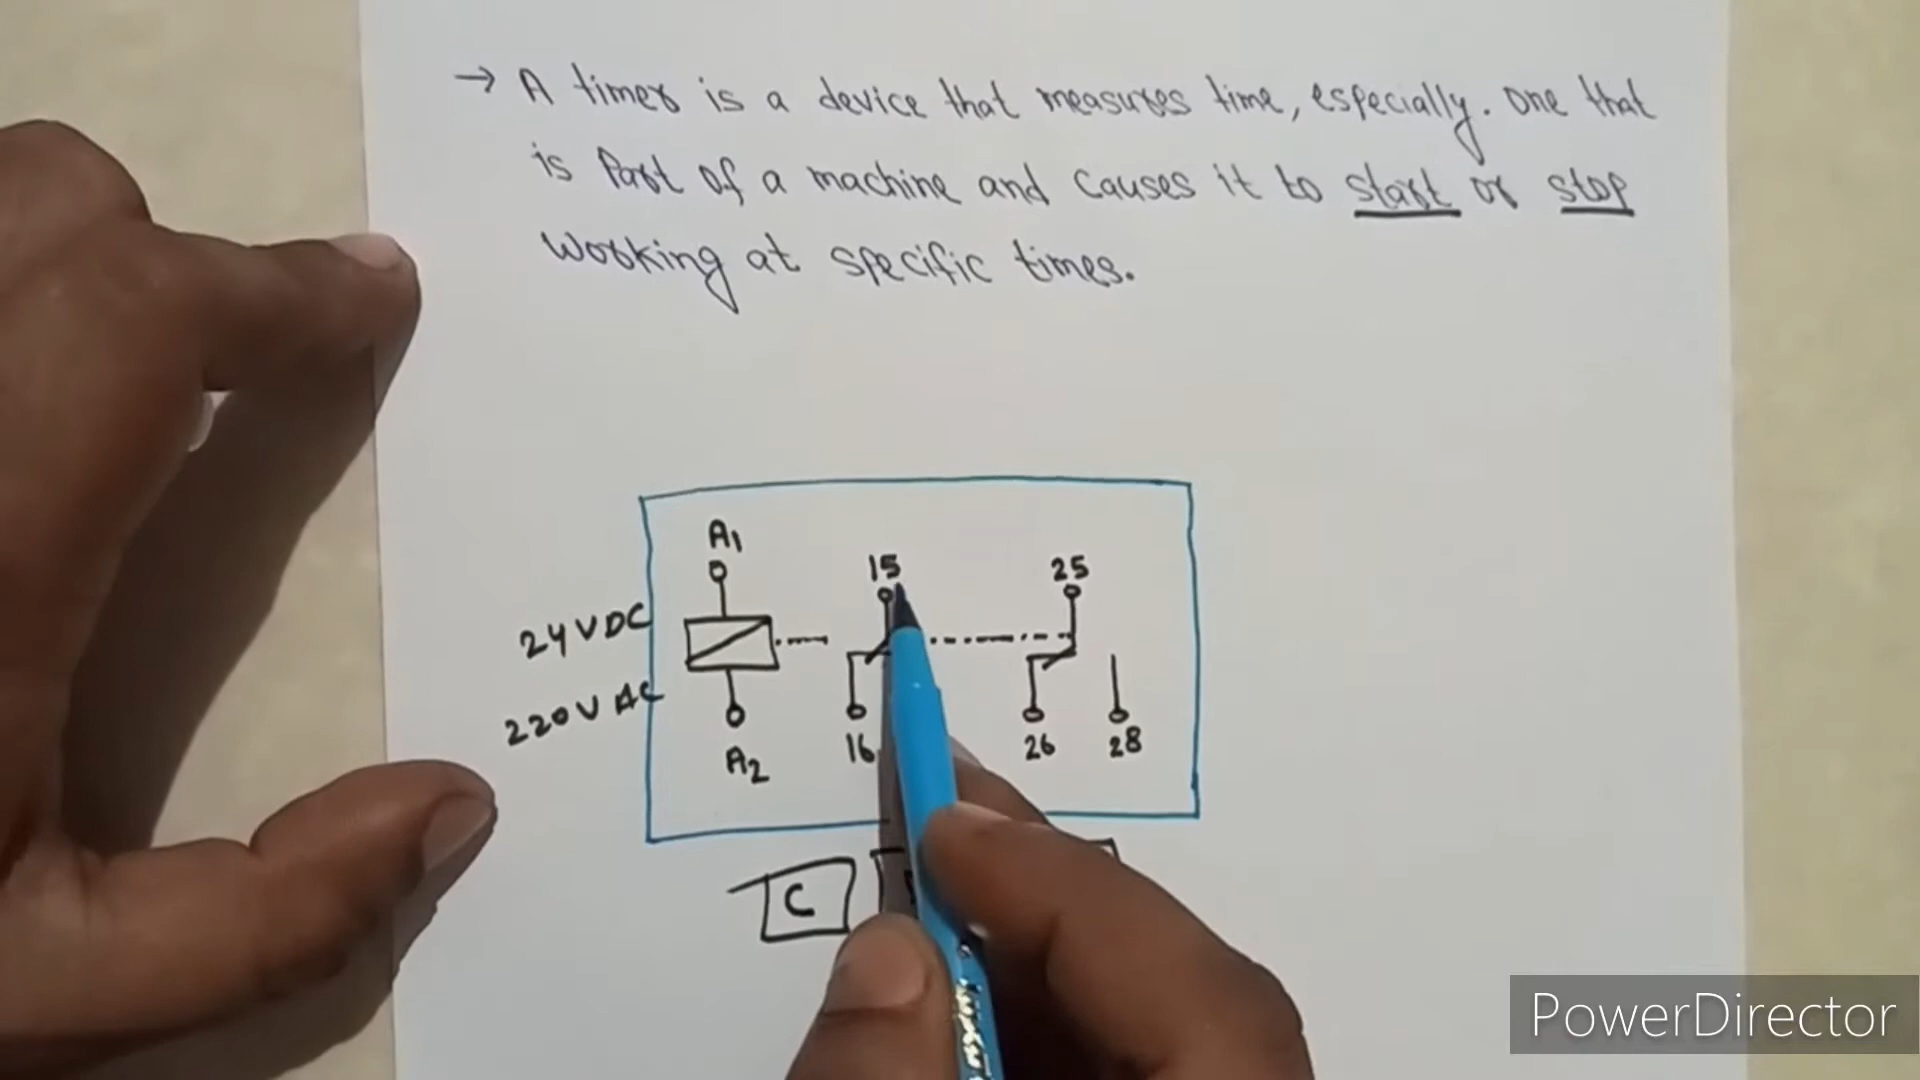 → A timer is a device that measures time, especially. one that
is Part of a machine and causes it to start or stop
working at specific times.
A1
15
25
24VDC
220V AC
16
26
28
A2
C
PowerDirector